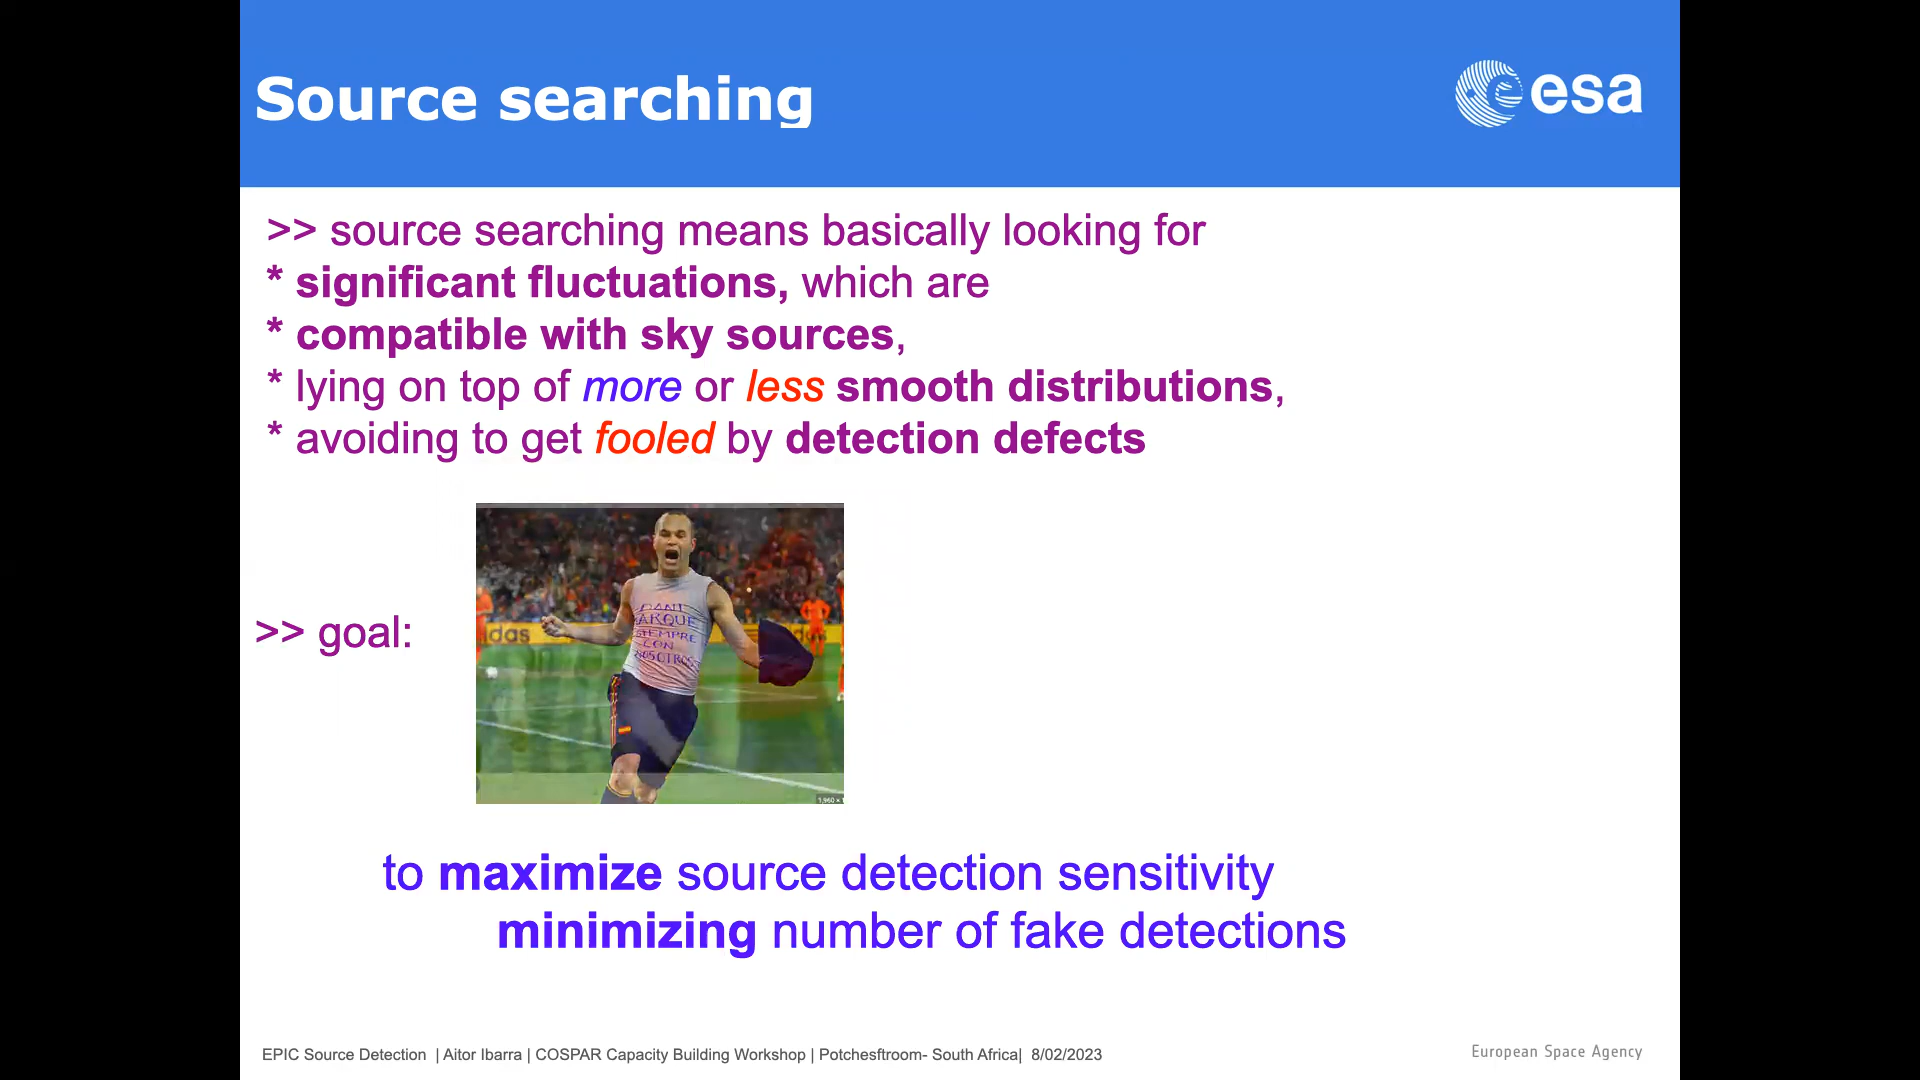 Source searching
esa
>> source searching means basically looking for
* significant fluctuations, which are
* compatible with sky sources,
* lying on top of more or less smooth distributions,
* avoiding to get fooled by detection defects
>> goal:
DANI
JARQUE
SIEMPRE
CON
NOSOTROS
to maximize source detection sensitivity
minimizing number of fake detections
EPIC Source Detection | Aitor Ibarra | COSPAR Capacity Building Workshop | Potchesftroom- South Africa| 8/02/2023
European Space Agency